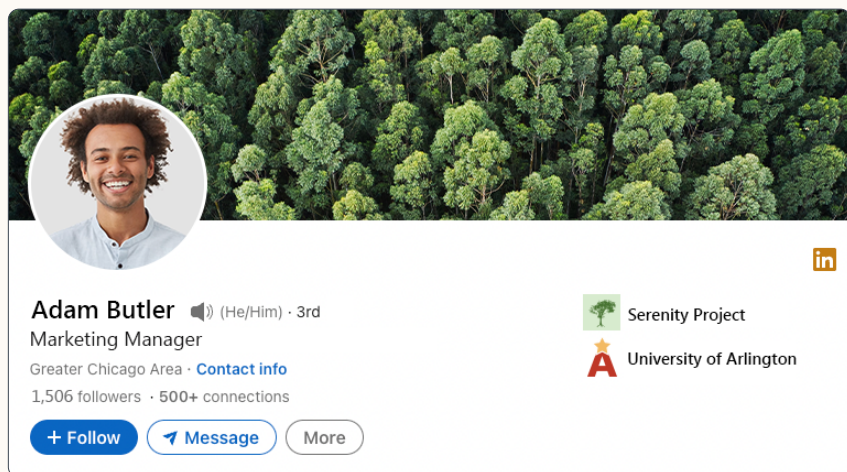 in
Adam Butler (He/Him) · 3rd
Marketing Manager
Greater Chicago Area · Contact info
1,506 followers · 500+ connections
+ Follow Message More
Serenity Project
A University of Arlington